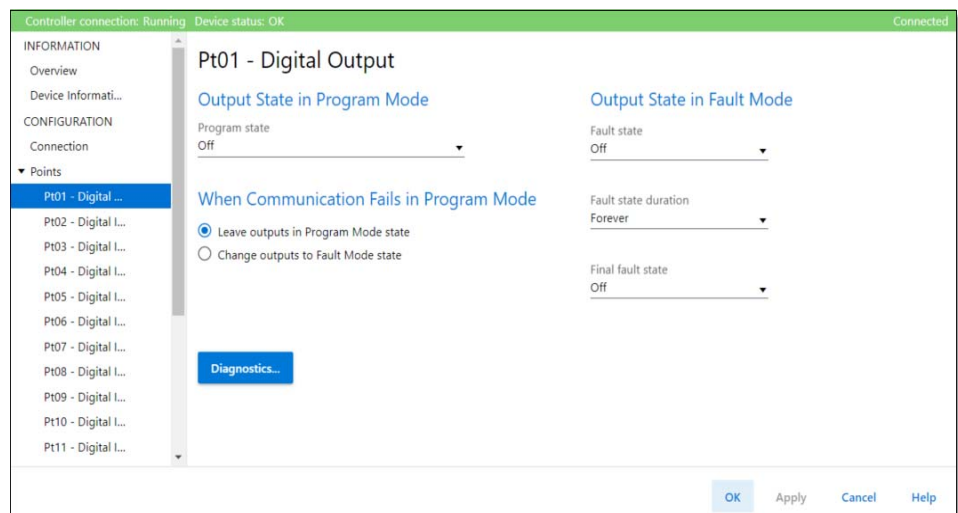 Controller connection: Running Device status: OK Connected
INFORMATION
Overview
Device Informati...
CONFIGURATION
Connection
Points
Pt01 - Digital ...
Pt02 - Digital I...
Pt03 - Digital I...
Pt04 - Digital I...
Pt05 - Digital I...
Pt06 - Digital I...
Pt07 - Digital I...
Pt08 - Digital I...
Pt09 - Digital I...
Pt10 - Digital I...
Pt11 - Digital I...
Pt01 - Digital Output
Output State in Program Mode
Program state
Off
When Communication Fails in Program Mode
Leave outputs in Program Mode state
Change outputs to Fault Mode state
Diagnostics...
Output State in Fault Mode
Fault state
Off
Fault state duration
Forever
Final fault state
Off
OK Apply Cancel Help